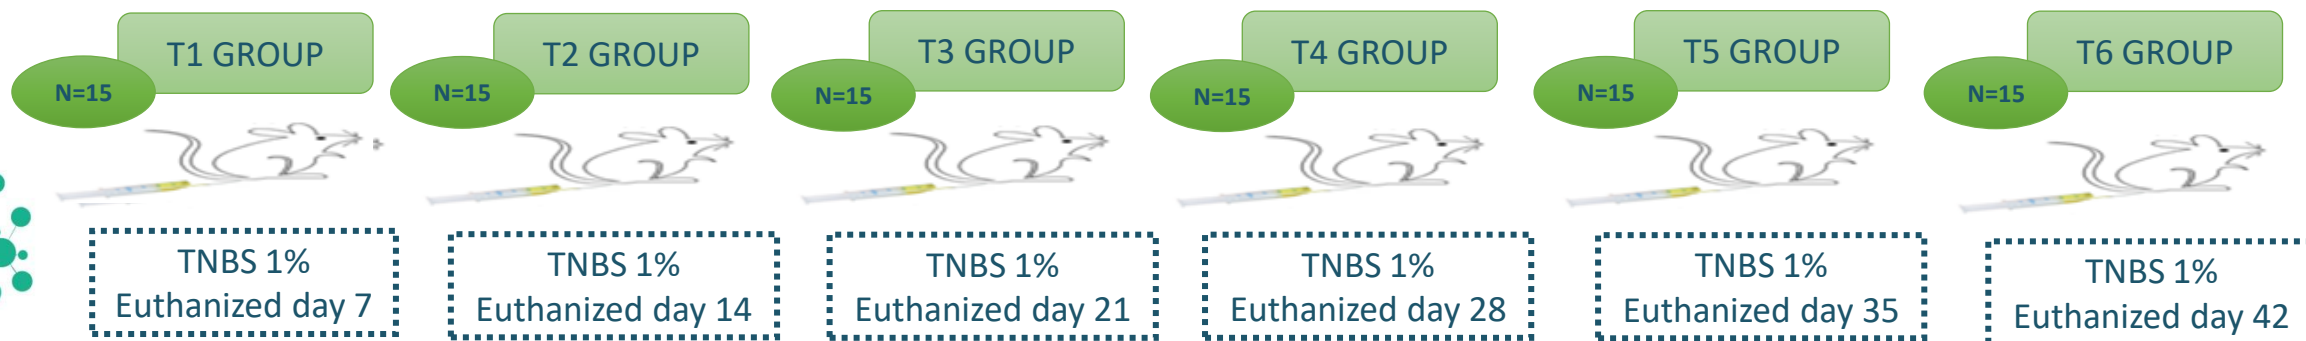 T1 GROUP
N=15
TNBS 1%
Euthanized day 7
T2 GROUP
N=15
TNBS 1%
Euthanized day 14
T3 GROUP
N=15
TNBS 1%
Euthanized day 21
T4 GROUP
N=15
TNBS 1%
Euthanized day 28
T5 GROUP
N=15
TNBS 1%
Euthanized day 35
T6 GROUP
N=15
TNBS 1%
Euthanized day 42